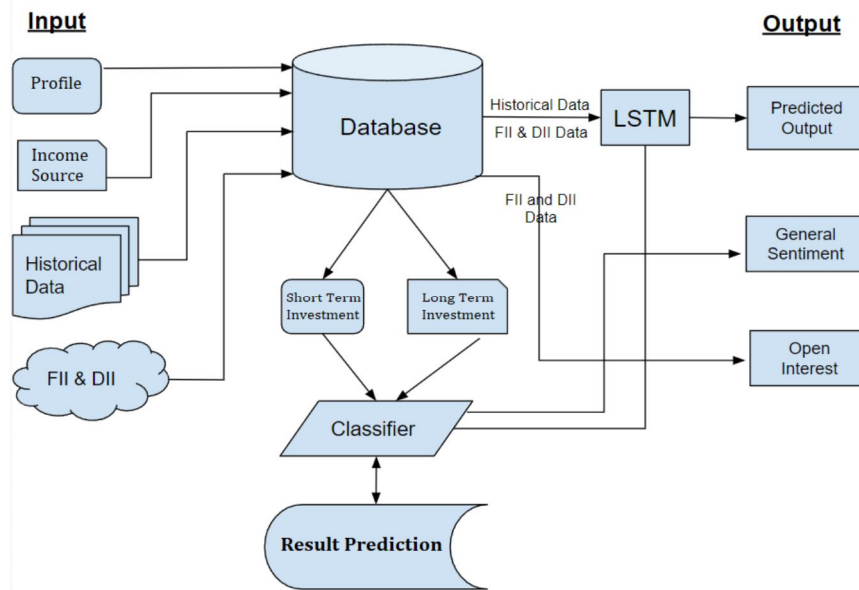 Input
Output
Profile
Income
Source
Historical
Data
FII & DII
Database
Historical Data
FII & DII Data
LSTM
Predicted
Output
FII and DII
Data
General
Sentiment
Short Term
Investment
Long Term
Investment
Open
Interest
Classifier
Result Prediction